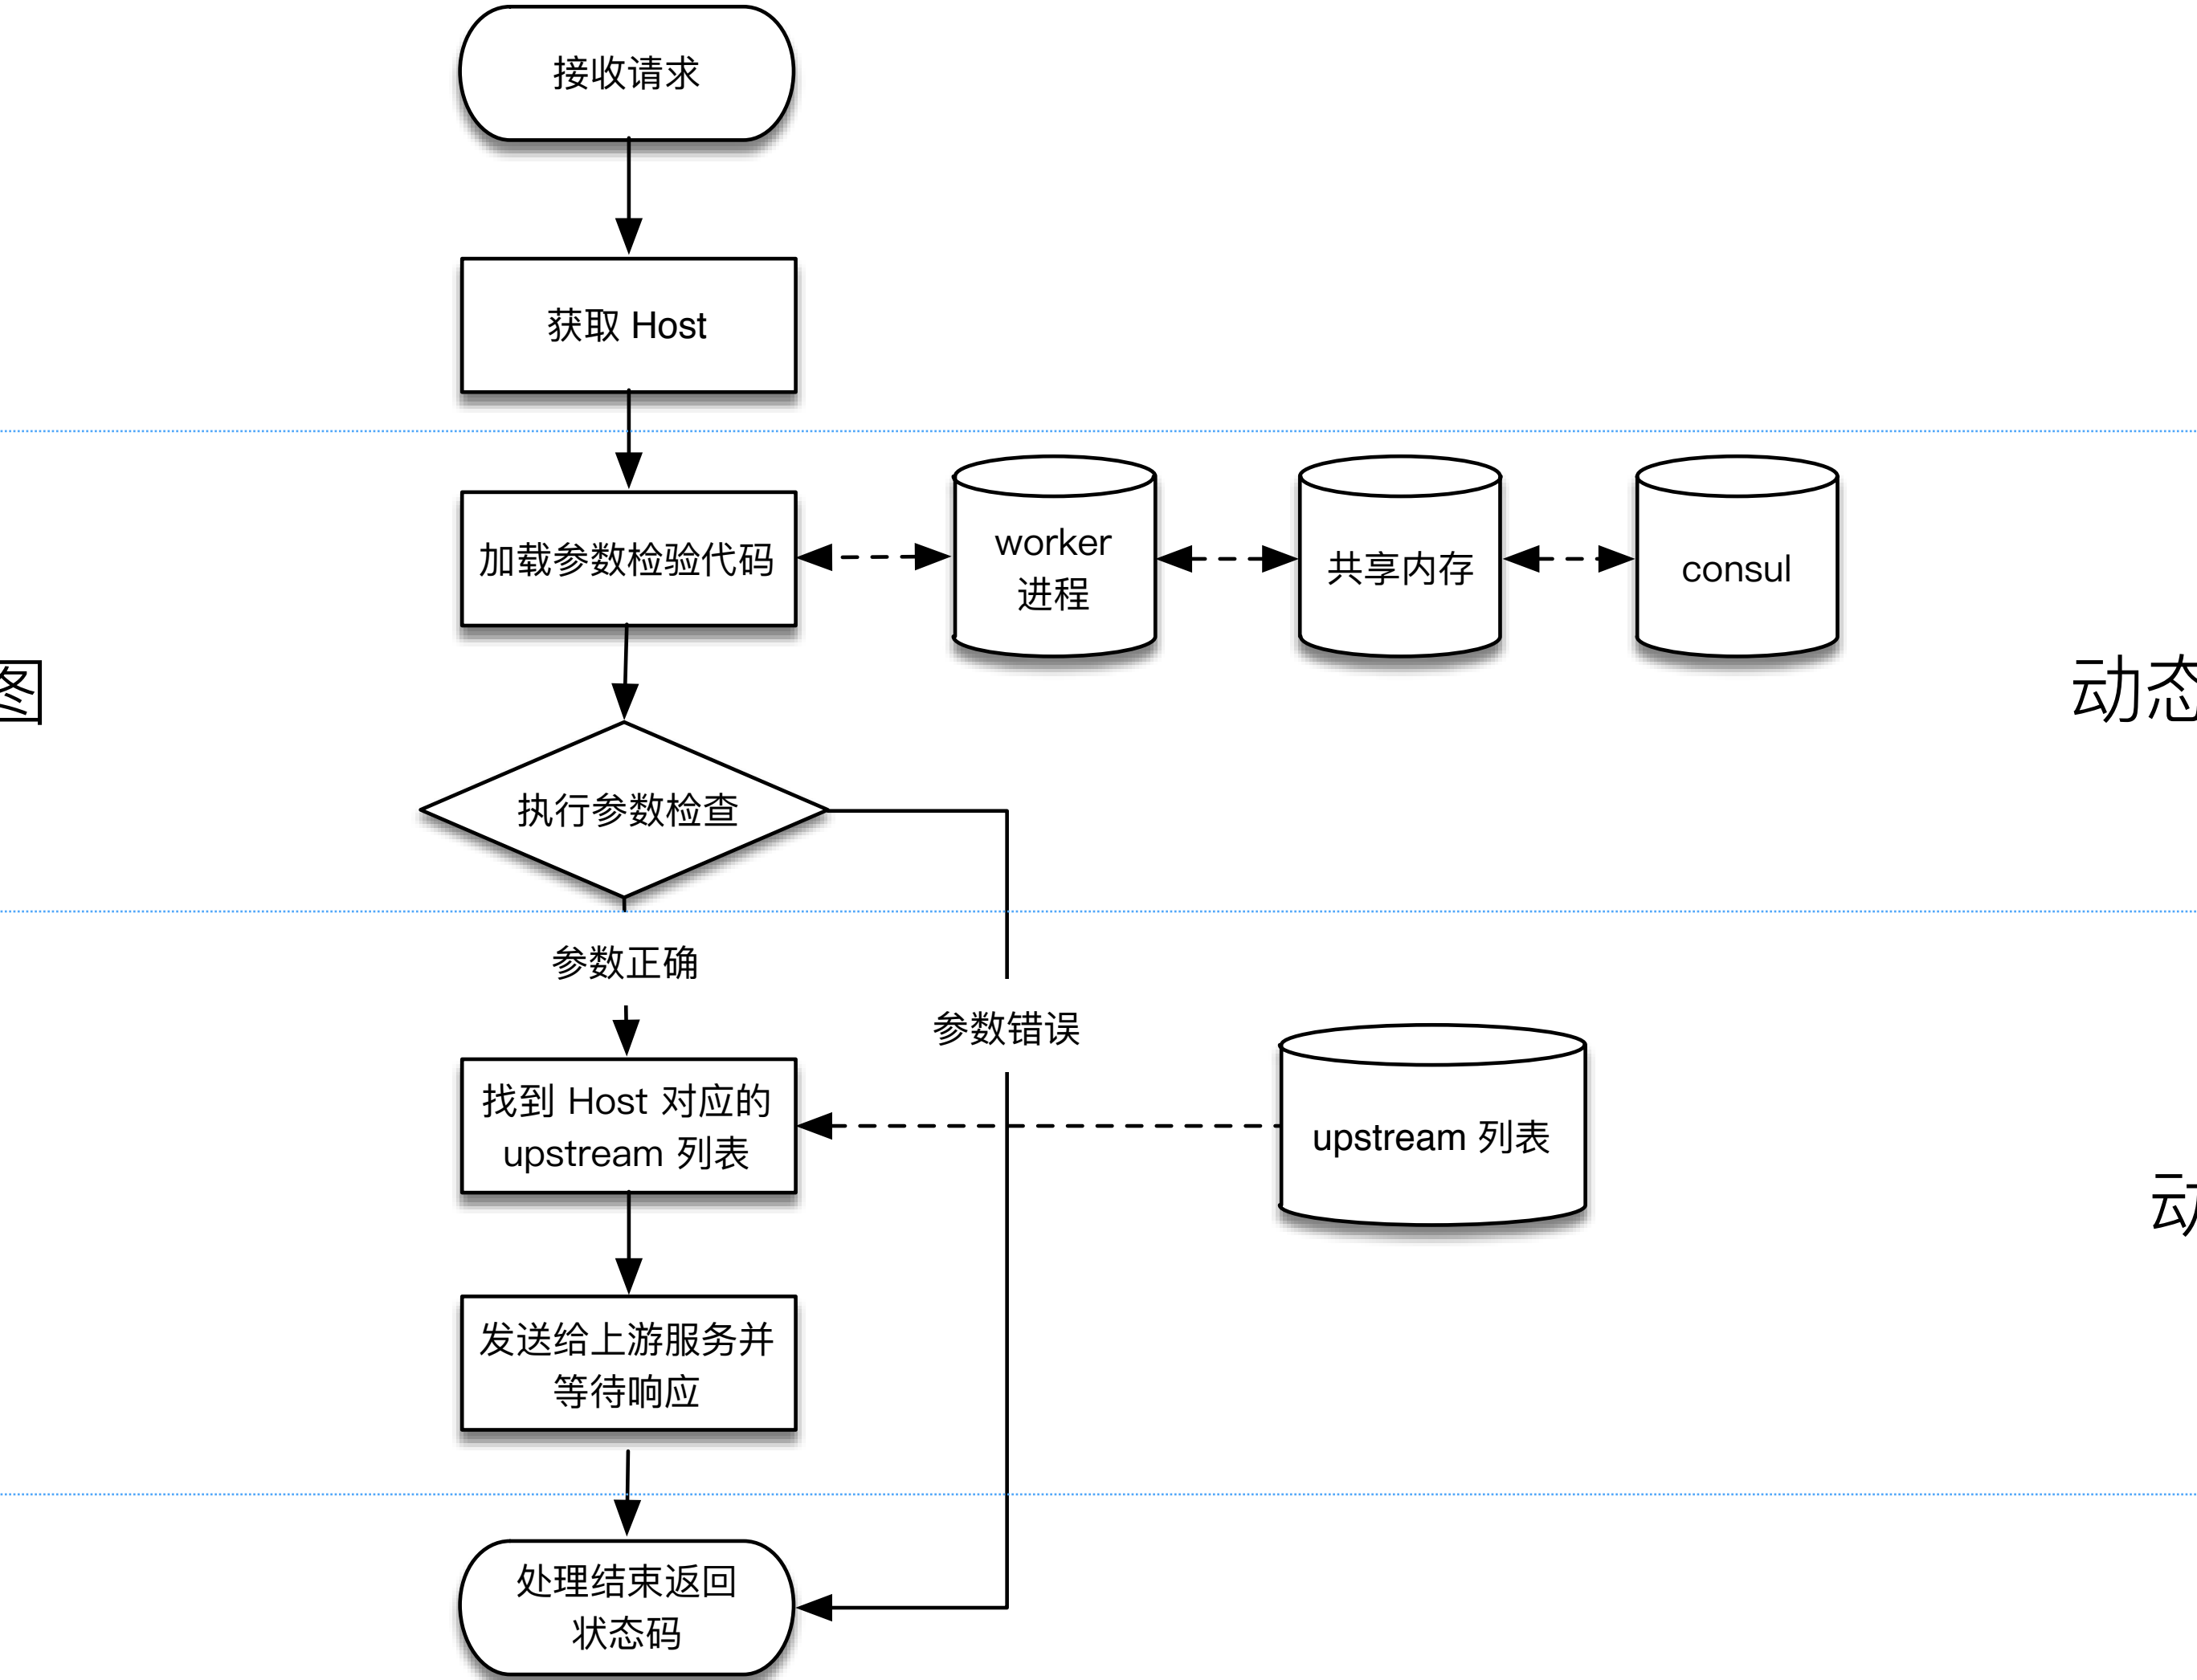 接收请求
获取 Host
加载参数检验代码
worker
进程
共享内存
consul
图
动态
执行参数检查
参数正确
参数错误
找到 Host 对应的
upstream 列表
upstream 列表
发送给上游服务并
等待响应
处理结束返回
状态码